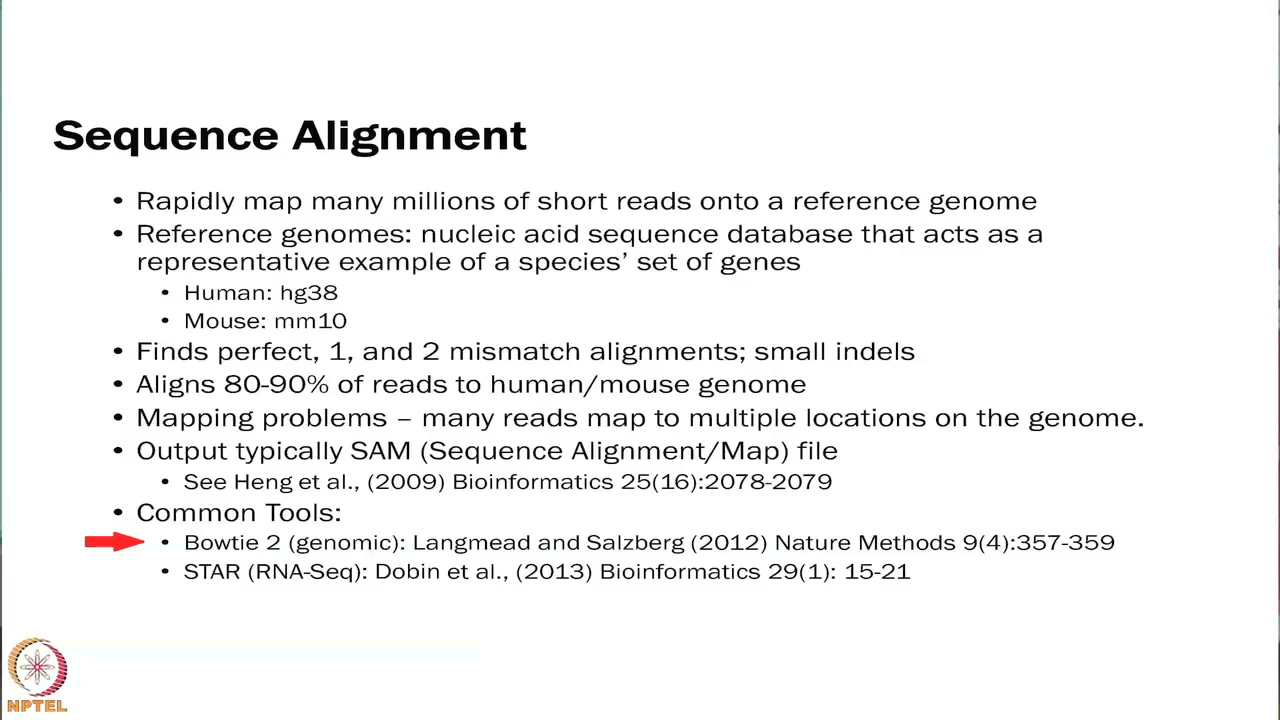 Sequence Alignment
• Rapidly map many millions of short reads onto a reference genome
• Reference genomes: nucleic acid sequence database that acts as a
representative example of a species’ set of genes
• Human: hg38
• Mouse: mm10
• Finds perfect, 1, and 2 mismatch alignments; small indels
• Aligns 80-90% of reads to human/mouse genome
• Mapping problems – many reads map to multiple locations on the genome.
• Output typically SAM (Sequence Alignment/Map) file
• See Heng et al., (2009) Bioinformatics 25(16):2078-2079
• Common Tools:
• Bowtie 2 (genomic): Langmead and Salzberg (2012) Nature Methods 9(4):357-359
• STAR (RNA-Seq): Dobin et al., (2013) Bioinformatics 29(1): 15-21
NPTEL